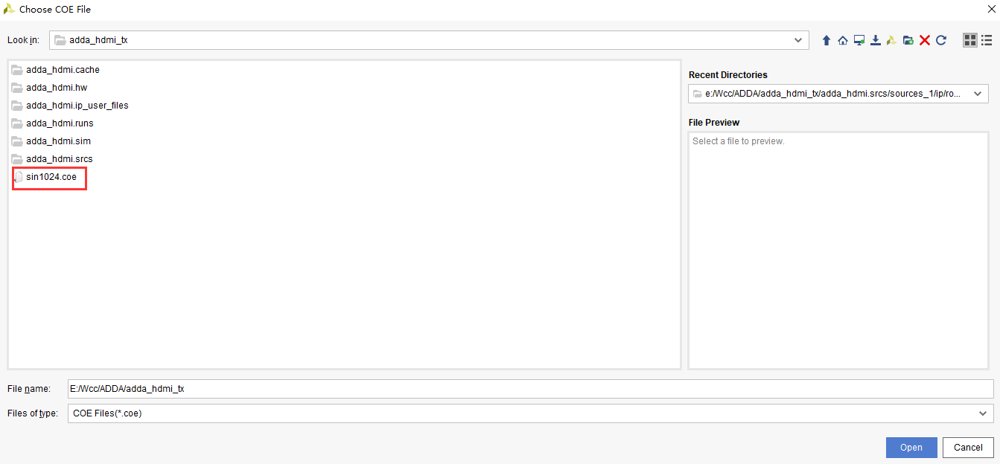 Choose COE File
Look in: adda_hdmi_tx
adda_hdmi.cache
adda_hdmi.hw
adda_hdmi.ip_user_files
adda_hdmi.runs
adda_hdmi.sim
adda_hdmi.srcs
sin1024.coe
Recent Directories
e:/Wcc/ADDA/adda_hdmi_tx/adda_hdmi.srcs/sources_1/ip/ro...
File Preview
Select a file to preview.
File name: E:/Wcc/ADDA/adda_hdmi_tx
Files of type: COE Files(*.coe)
Open Cancel